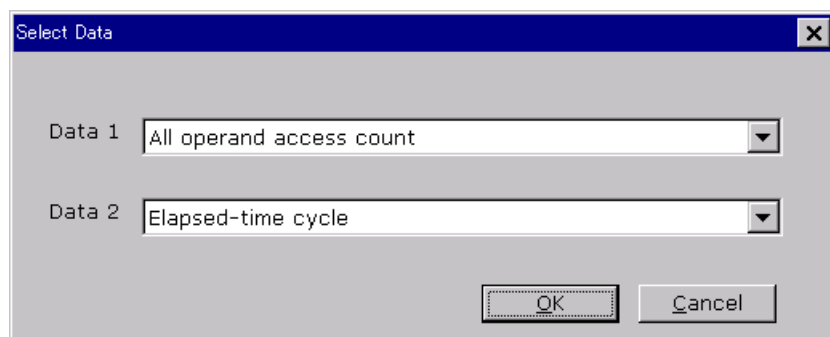 Select Data
Data 1 All operand access count
Data 2 Elapsed-time cycle
OK Cancel